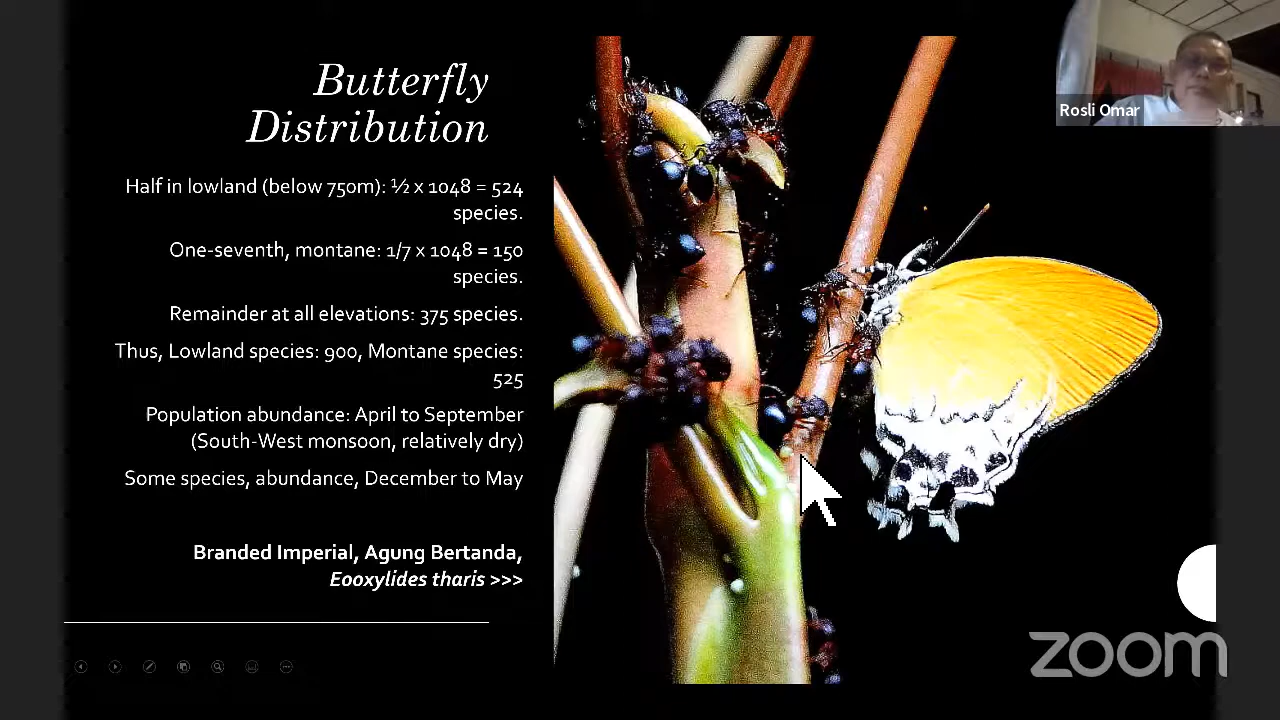 Butterfly
Distribution
Half in lowland (below 750m): ½ x 1048 = 524
species.
One-seventh, montane: 1/7 x 1048 = 150
species.
Remainder at all elevations: 375 species.
Thus, Lowland species: 900, Montane species:
525
Population abundance: April to September
(South-West monsoon, relatively dry)
Some species, abundance, December to May
Branded Imperial, Agung Bertanda,
Eooxylides tharis >>>
Rosli Omar
zoom